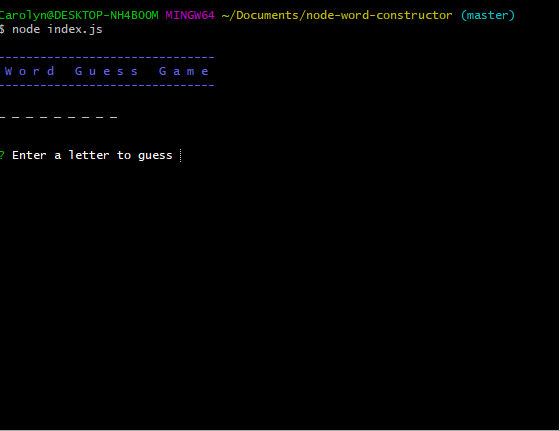 Carolyn@DESKTOP-NH4BOOM MINGW64 ~/Documents/node-word-constructor (master)
$ node index.js
------------------------------
W o r d   G u e s s   G a m e
------------------------------
_ _ _ _ _ _ _ _ _
? Enter a letter to guess